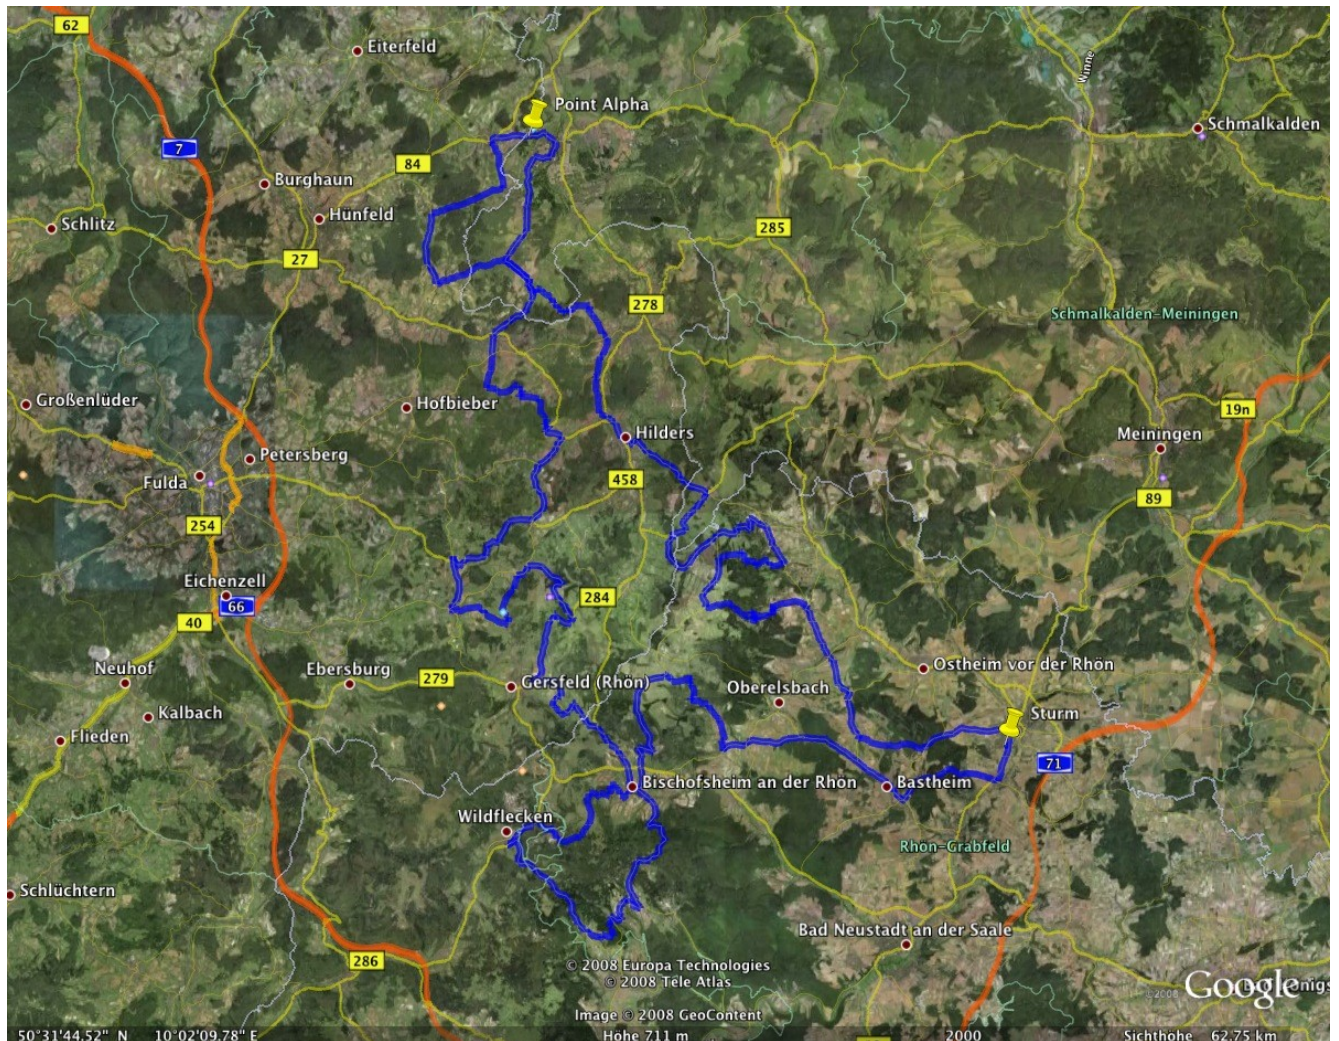 62
Eiterfeld
Point Alpha
Schmalkalden
7
84
Burghaun
Hünfeld
Schlitz
27
285
278
Schmalkalden-Meiningen
Großenlüder
Hofbieber
19n
Hilders
Meiningen
Petersberg
Fulda
458
89
254
Eichenzell
66
284
40
Neuhof
Ebersburg
279
Gersfeld (Rhön)
Ostheim vor der Rhön
Oberelsbach
Kalbach
Sturm
Flieden
71
Bischofsheim an der Rhön
Bastheim
Wildflecken
Rhön-Grabfeld
Schlüchtern
Bad Neustadt an der Saale
286
© 2008 Europa Technologies
© 2008 Tele Atlas
©2008 Google
Image © 2008 GeoContent
50°31'44.52" N 10°02'09.78" E Höhe 711 m 2000 Sichthöhe 62.75 km